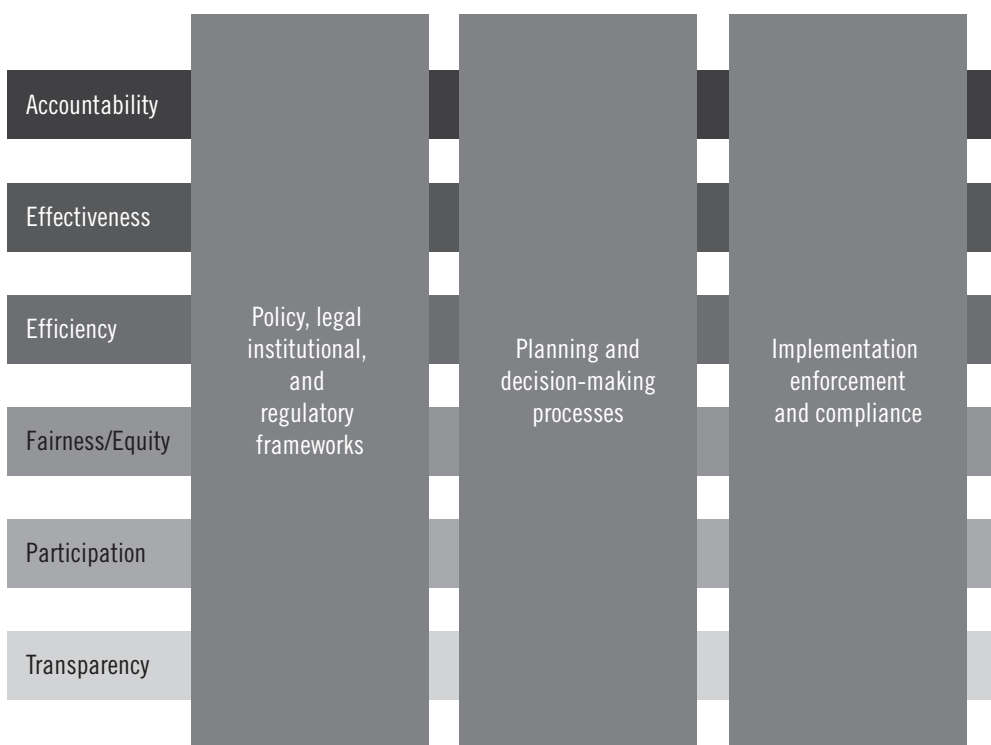 Accountability
Effectiveness
Efficiency
Fairness/Equity
Participation
Transparency
Policy, legal
institutional,
and
regulatory
frameworks
Planning and
decision-making
processes
Implementation
enforcement
and compliance